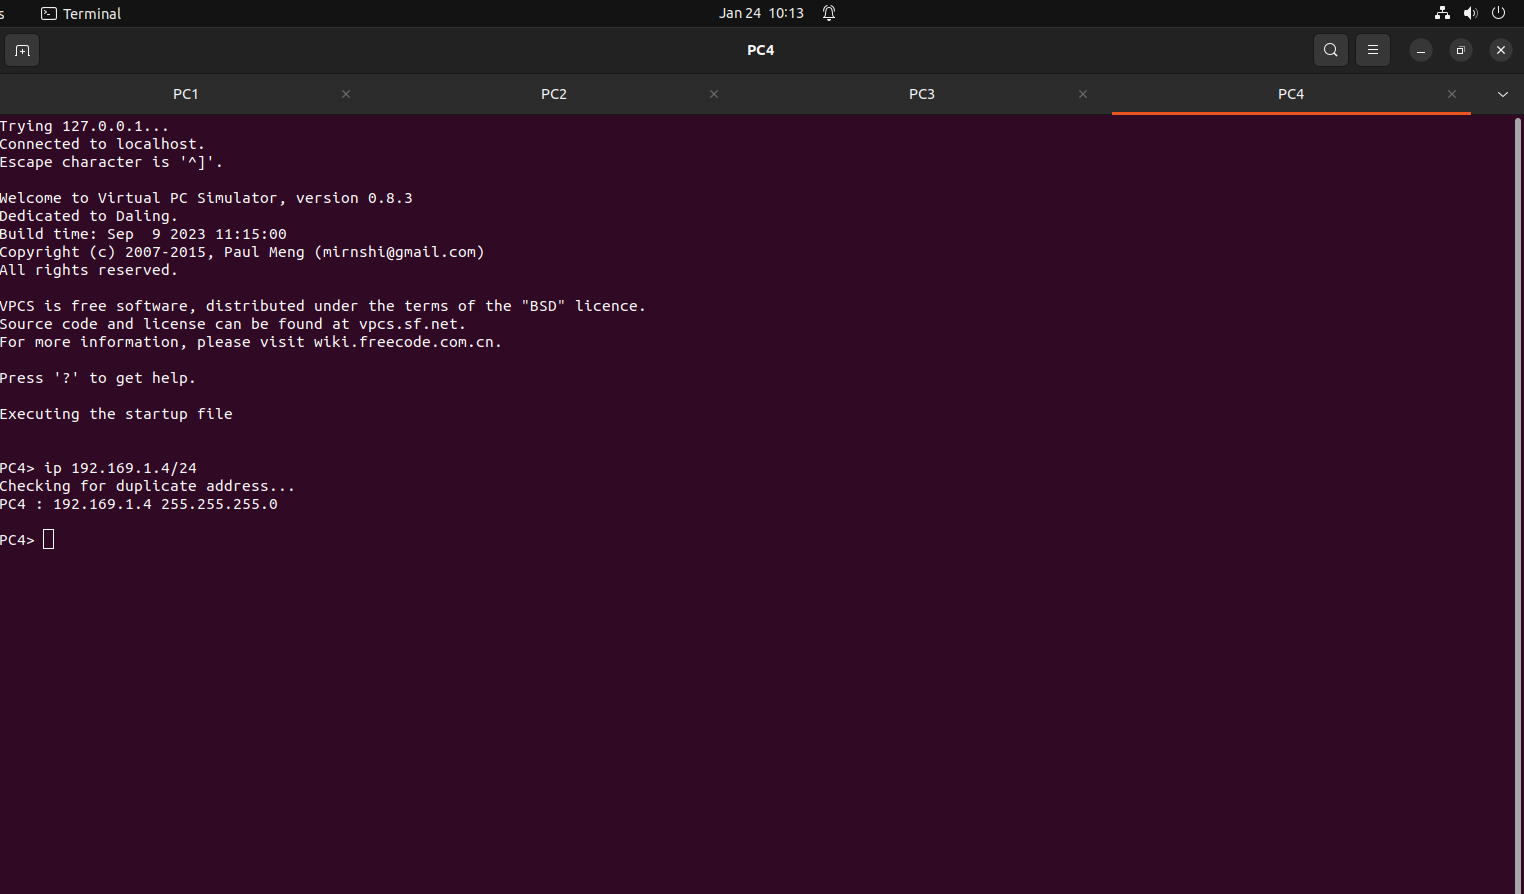 s Terminal Jan 24 10:13
PC4
PC1 PC2 PC3 PC4
Trying 127.0.0.1...
Connected to localhost.
Escape character is '^]'.
Welcome to Virtual PC Simulator, version 0.8.3
Dedicated to Daling.
Build time: Sep  9 2023 11:15:00
Copyright (c) 2007-2015, Paul Meng (mirnshi@gmail.com)
All rights reserved.
VPCS is free software, distributed under the terms of the "BSD" licence.
Source code and license can be found at vpcs.sf.net.
For more information, please visit wiki.freecode.com.cn.
Press '?' to get help.
Executing the startup file
PC4> ip 192.169.1.4/24
Checking for duplicate address...
PC4 : 192.169.1.4 255.255.255.0
PC4>